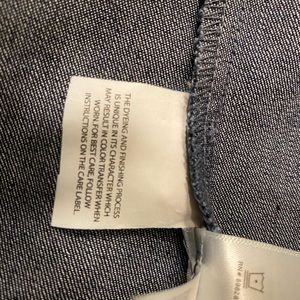 THE DYEING AND FINISHING PROCESS
IS UNIQUE IN ITS CHARACTER WHICH
MAY RESULT IN COLOR TRANSFER WHEN
WORN. FOR BEST CARE, FOLLOW
INSTRUCTIONS ON THE CARE LABEL.
RN#